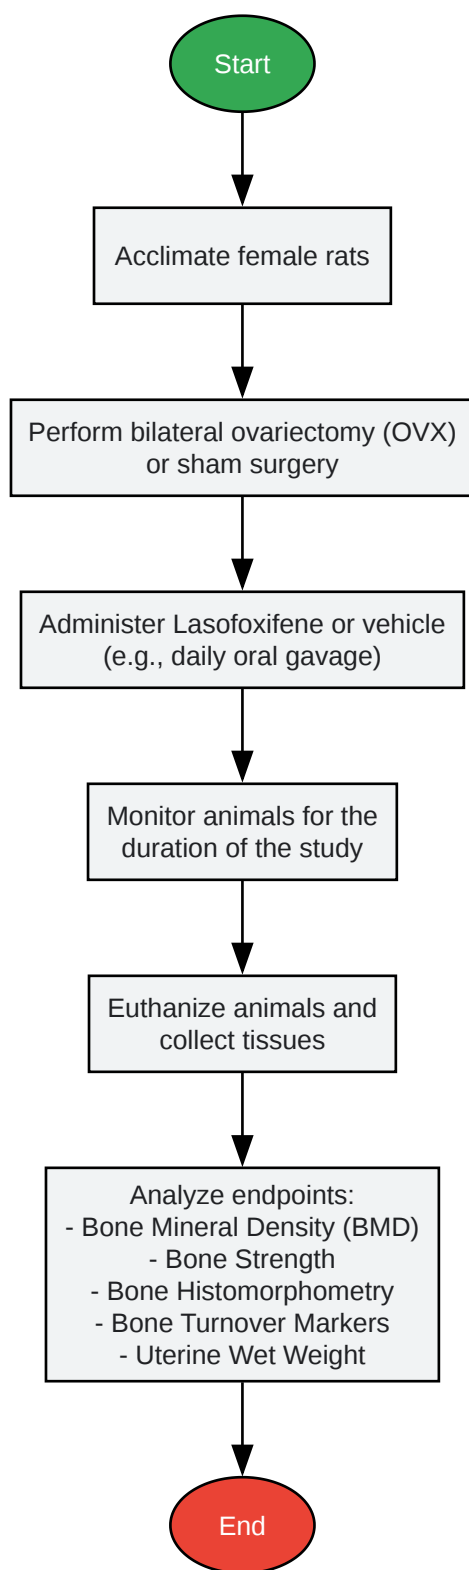 Start
Acclimate female rats
Perform bilateral ovariectomy (OVX)
or sham surgery
Administer Lasofoxifene or vehicle
(e.g., daily oral gavage)
Monitor animals for the
duration of the study
Euthanize animals and
collect tissues
Analyze endpoints:
- Bone Mineral Density (BMD)
- Bone Strength
- Bone Histomorphometry
- Bone Turnover Markers
- Uterine Wet Weight
End